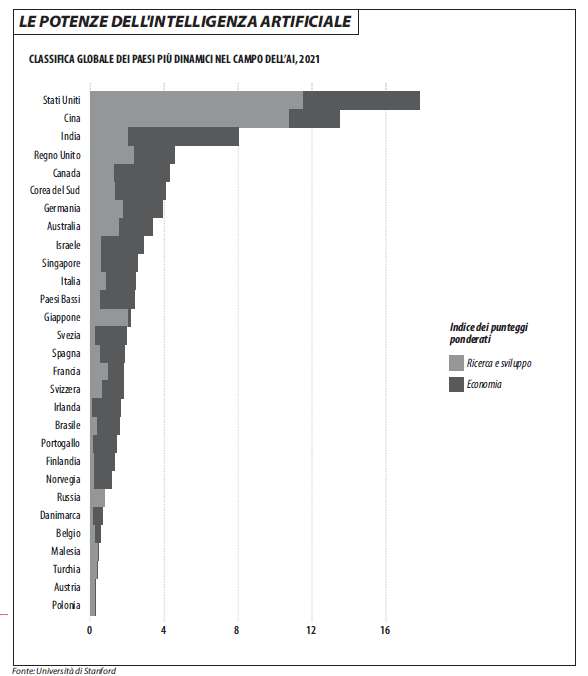 LE POTENZE DELL'INTELLIGENZA ARTIFICIALE
CLASSIFICA GLOBALE DEI PAESI PIÙ DINAMICI NEL CAMPO DELL'AI, 2021
Stati Uniti
Cina
India
Regno Unito
Canada
Corea del Sud
Germania
Australia
Israele
Singapore
Italia
Paesi Bassi
Giappone
Svezia
Spagna
Francia
Svizzera
Irlanda
Brasile
Portogallo
Finlandia
Norvegia
Russia
Danimarca
Belgio
Malesia
Turchia
Austria
Polonia
0 4 8 12 16
Indice dei punteggi
ponderati
Ricerca e sviluppo
Economia
Fonte: Università di Stanford